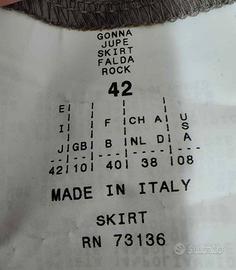 GONNA
JUPE
SKIRT
FALDA
ROCK
42
E I J | GB | F B | CH A NL D | USA
42 | 10 | 40 | 38 | 08
MADE IN ITALY
SKIRT
RN 73136